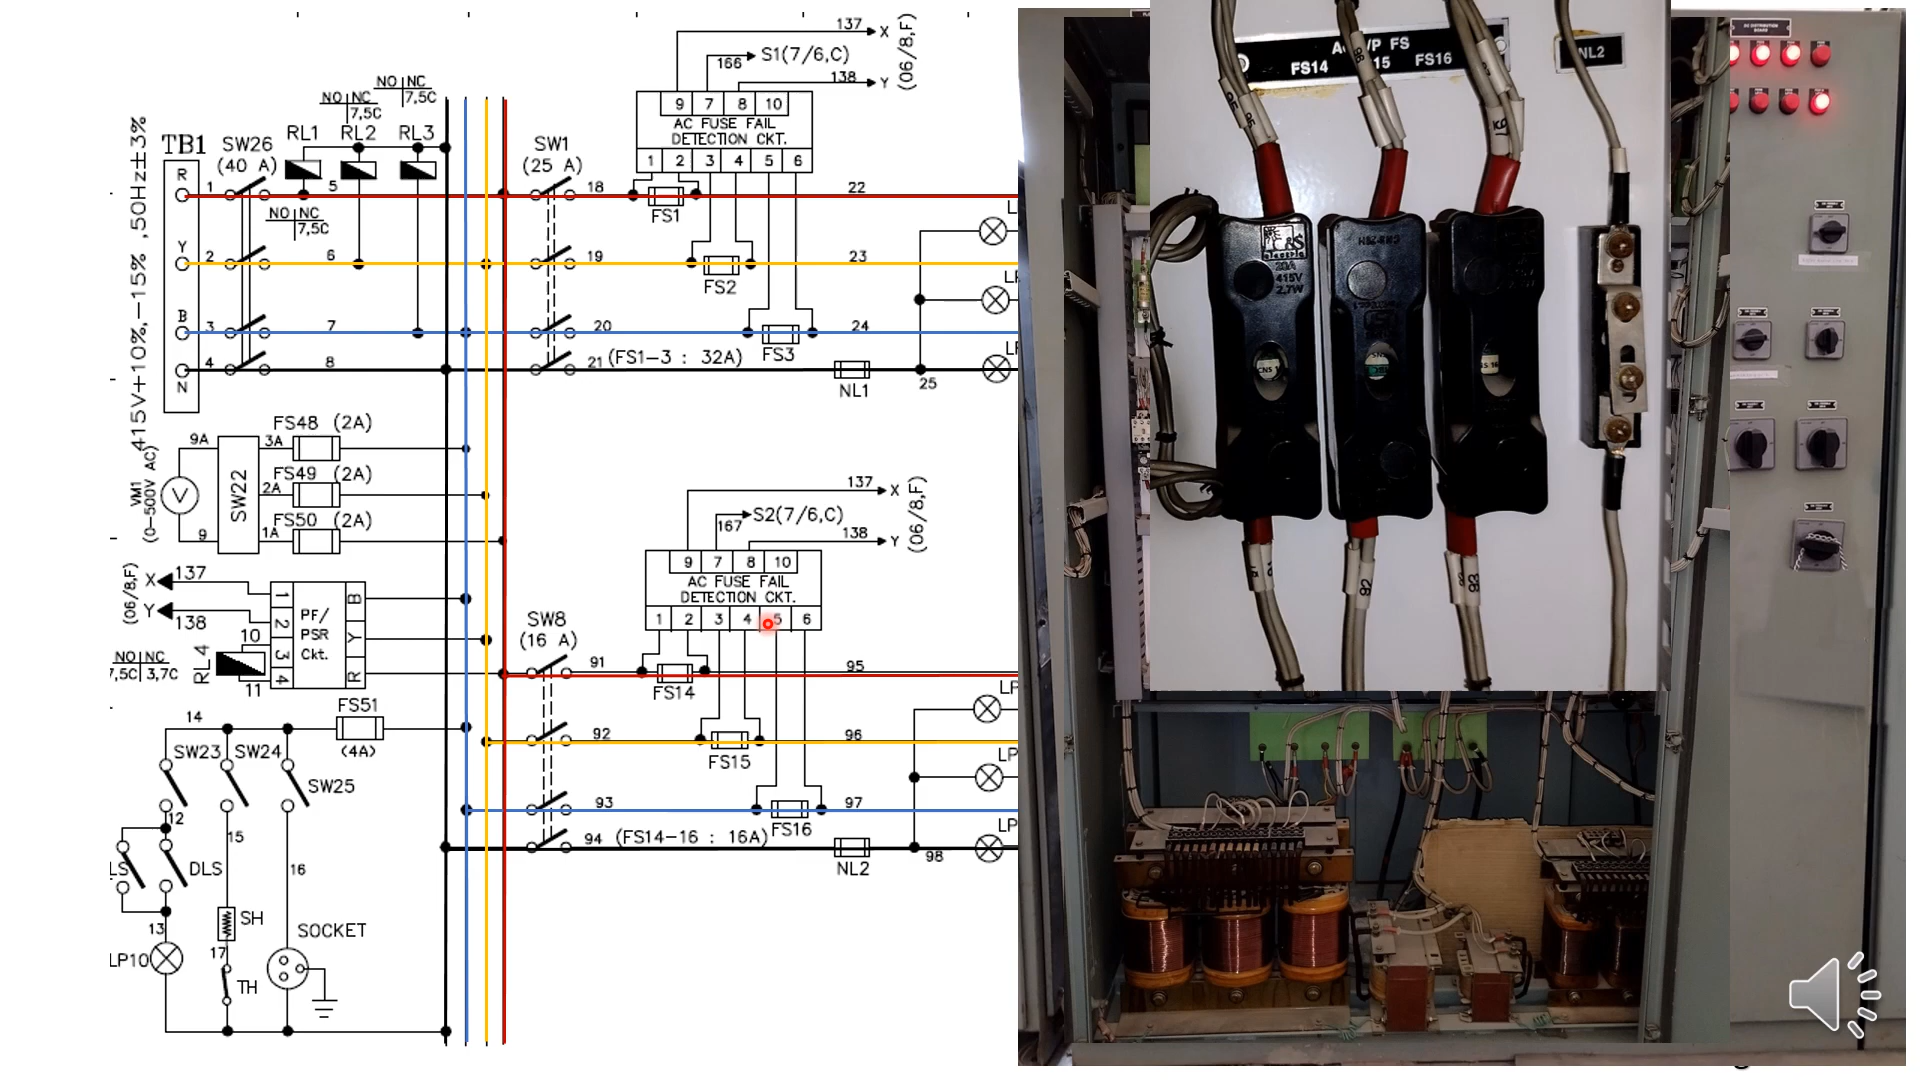 137
X
(06/8,F)
166
S1(7/6,C)
138
Y
9 7 8 10
AC FUSE FAIL
DETECTION CKT.
1 2 3 4 5 6
NO NC
7,5C
NO NC
7,5C
RL1 RL2 RL3
TB1
SW26
(40 A)
SW1
(25 A)
415V+10%,-15% ,50Hz±3%
R
1
5
18
22
FS1
NO NC
7,5C
Y
2
6
19
23
FS2
B
3
7
20
24
FS3
4
8
21
(FS1-3 : 32A)
NL1
25
N
FS48 (2A)
9A
3A
VM1
(0-500V AC)
V
SW22
FS49 (2A)
2A
FS50 (2A)
9
1A
137
X
(06/8,F)
167
S2(7/6,C)
138
Y
9 7 8 10
AC FUSE FAIL
DETECTION CKT.
1 2 3 4 5 6
(06/8,F)
X
137
Y
138
1 2 3 4
PF/
PSR
Ckt.
B Y R
10
RL4
11
NO NC
7,5C 3,7C
SW8
(16 A)
91
95
FS14
92
96
FS15
93
97
FS16
94
(FS14-16 : 16A)
NL2
98
FS51
(4A)
14
SW23 SW24
SW25
12
15
DLS
16
13
SH
SOCKET
17
LP10
TH
FS14 15 FS16
NL2
C&S
electric
20A
415V
2.7W